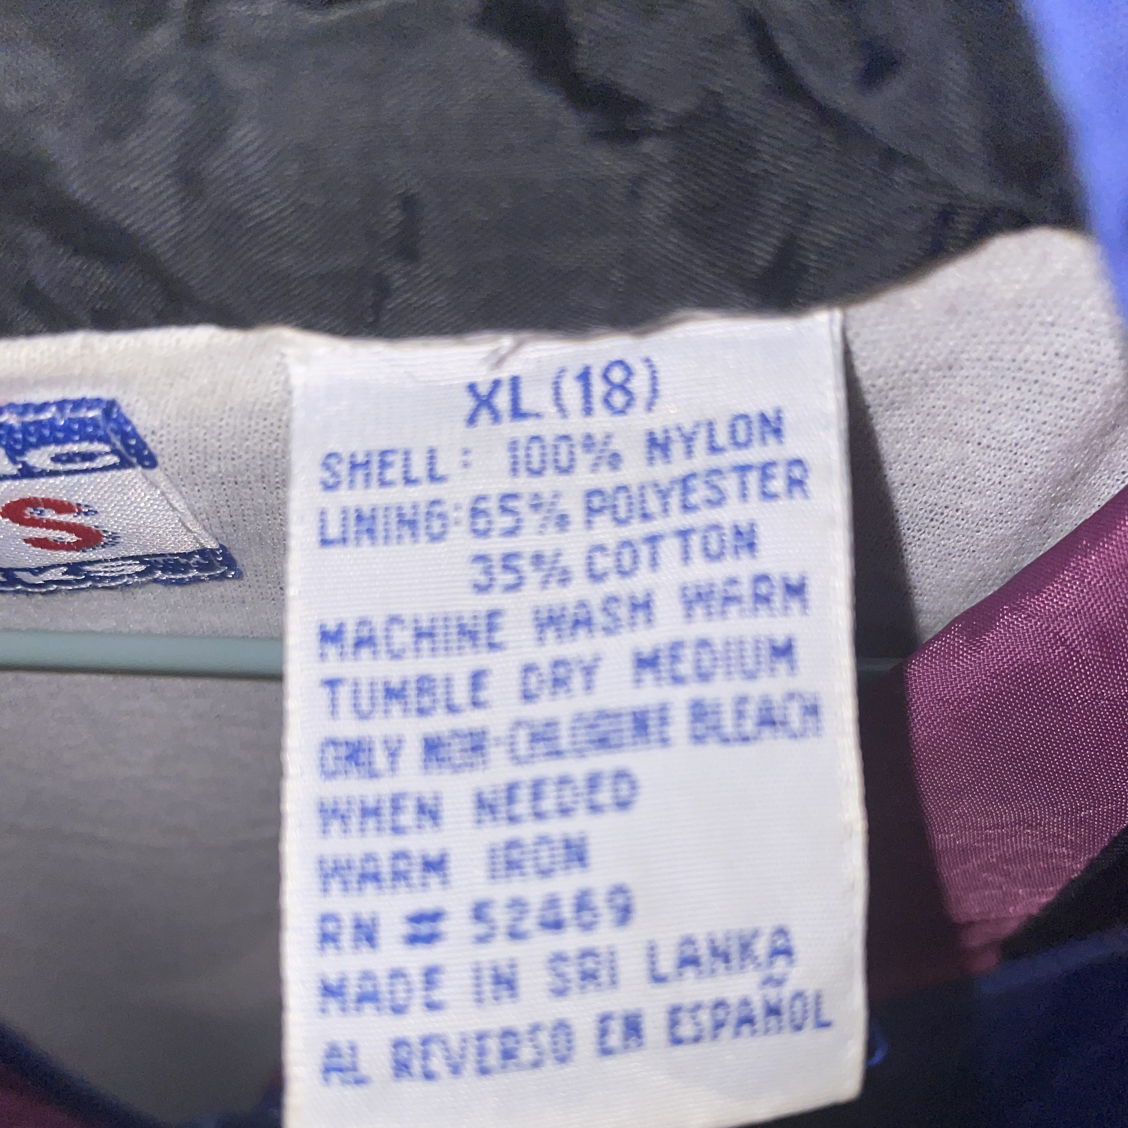 XL (18)
SHELL: 100% NYLON
LINING: 65% POLYESTER
35% COTTON
MACHINE WASH WARM
TUMBLE DRY MEDIUM
ONLY NON-CHLORINE BLEACH
WHEN NEEDED
WARM IRON
RN # 52469
MADE IN SRI LANKA
AL REVERSO EN ESPAÑOL
S